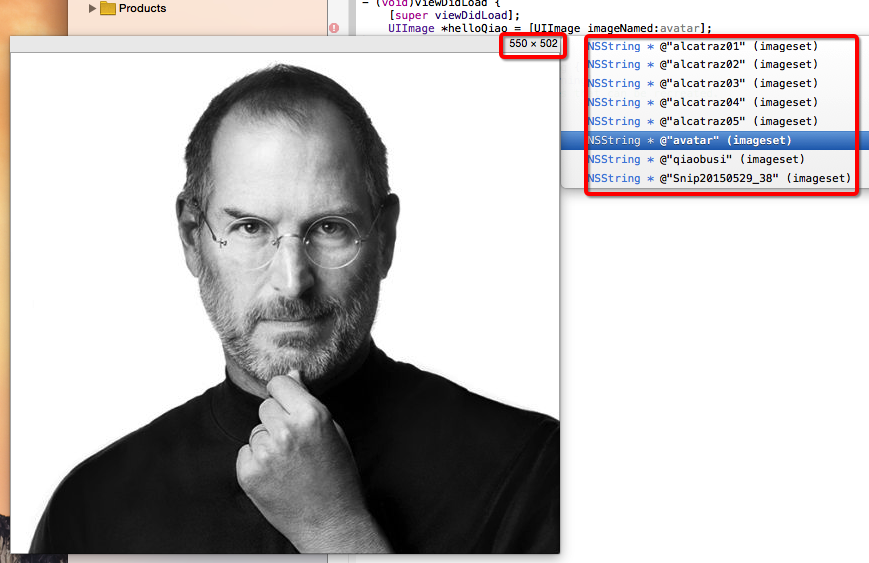 Products
- (void)viewDidLoad {
[super viewDidLoad];
UIImage *helloQiao = [UIImage imageNamed:avatar];
550 × 502
NSString * @"alcatraz01" (imageset)
NSString * @"alcatraz02" (imageset)
NSString * @"alcatraz03" (imageset)
NSString * @"alcatraz04" (imageset)
NSString * @"alcatraz05" (imageset)
NSString * @"avatar" (imageset)
NSString * @"qiaobusi" (imageset)
NSString * @"Snip20150529_38" (imageset)